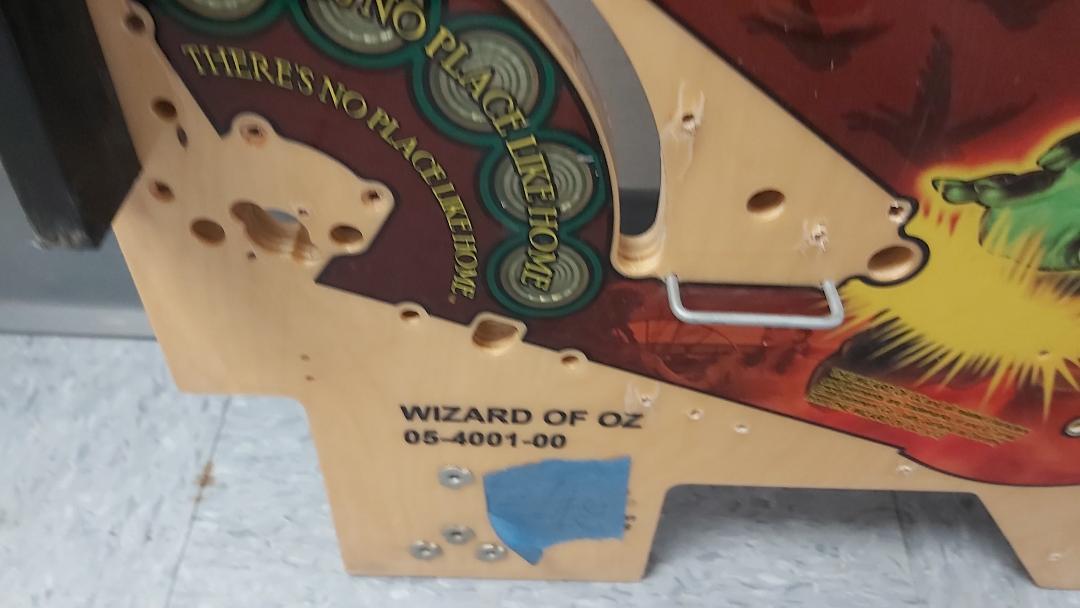 NO PLACE LIKE HOME
THERE'S NO PLACE LIKE HOME
WIZARD OF OZ
05-4001-00